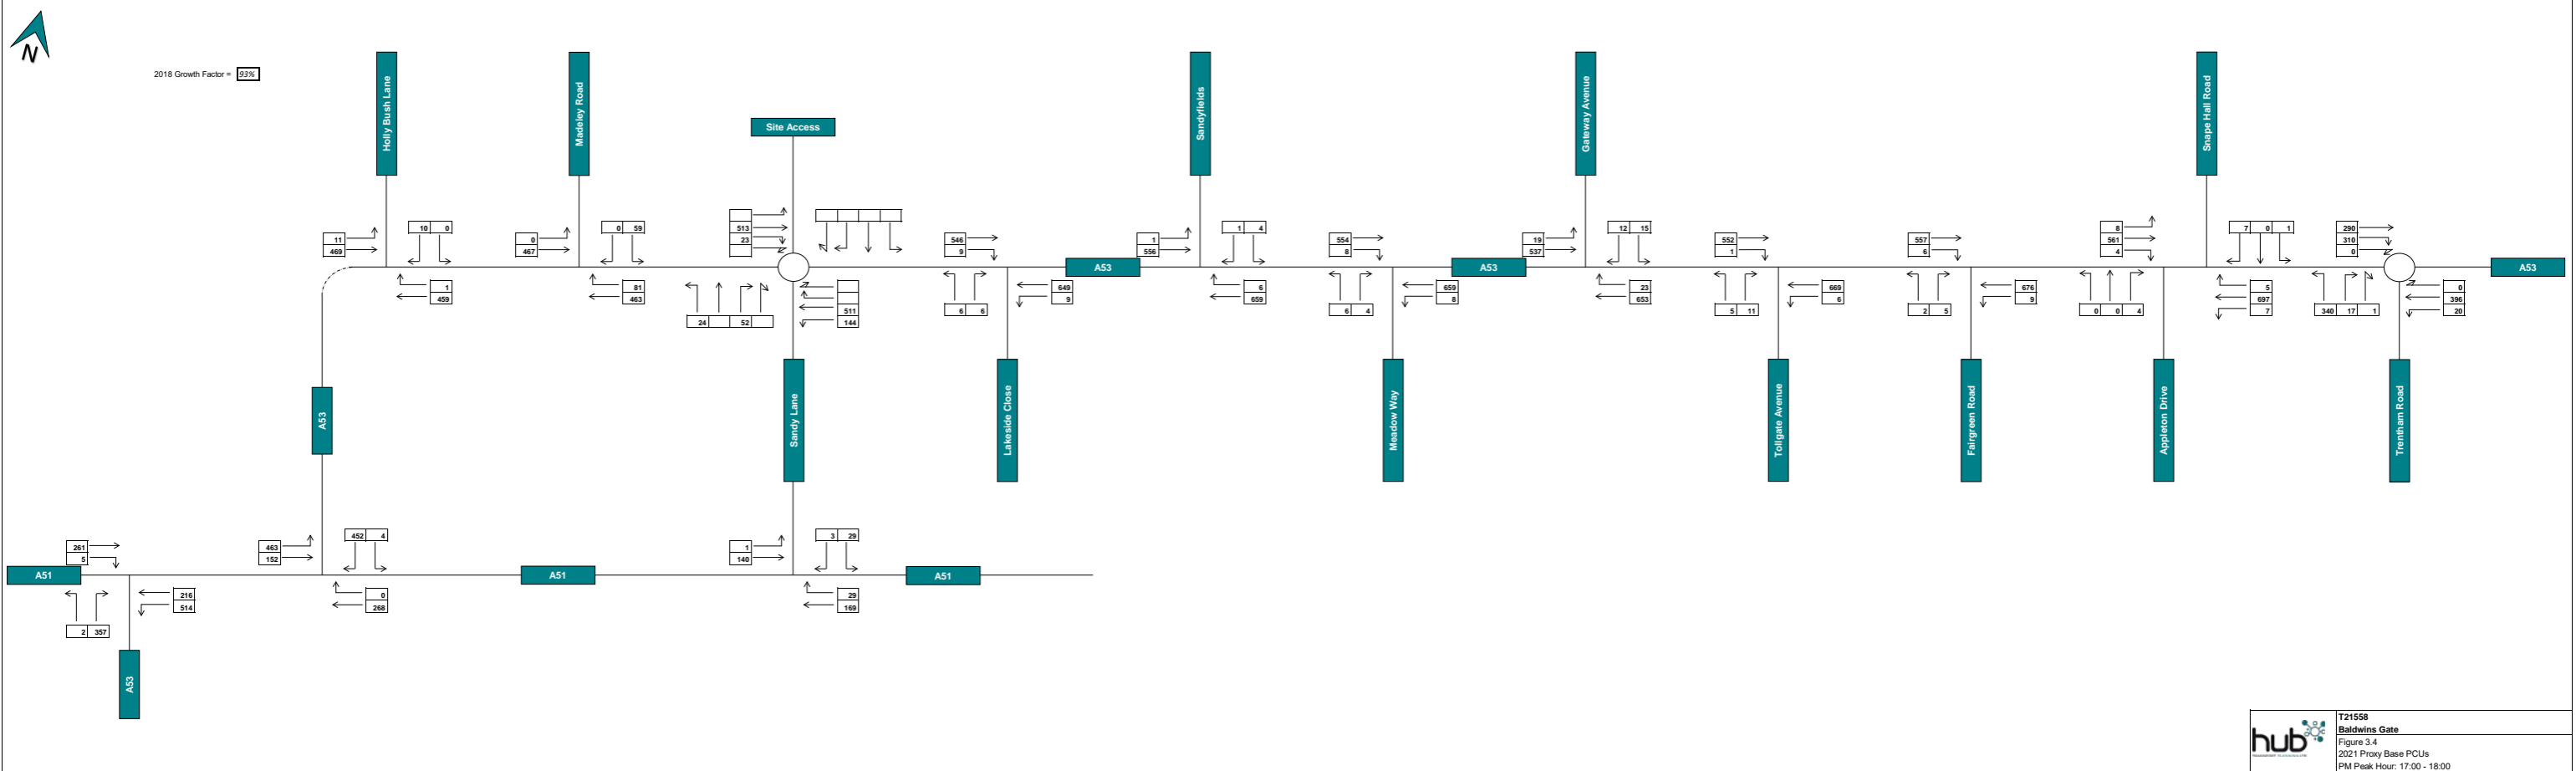 N
2018 Growth Factor = 93%
Holly Bush Lane
Madeley Road
Site Access
Sandyfields
Gateway Avenue
Snape Hall Road
11
469
10 0
1
459
0
467
0 59
81
463
513
23
24 52
511
144
546
9
6 6
649
9
A53
1
556
1 4
6
659
554
8
6 4
659
8
A53
19
537
12 15
23
653
552
1
5 11
669
6
557
6
2 5
676
9
8
561
4
0 0 4
7 0 1
5
697
7
290
310
0
340 17 1
0
396
20
A53
A53
Sandy Lane
Lakeside Close
Meadow Way
Tollgate Avenue
Fairgreen Road
Appleton Drive
Trentham Road
261
5
A51
2 357
216
514
A53
463
152
452 4
0
268
A51
1
140
3 29
29
169
A51
hub
T21558
Baldwins Gate
Figure 3.4
2021 Proxy Base PCUs
PM Peak Hour: 17:00 - 18:00